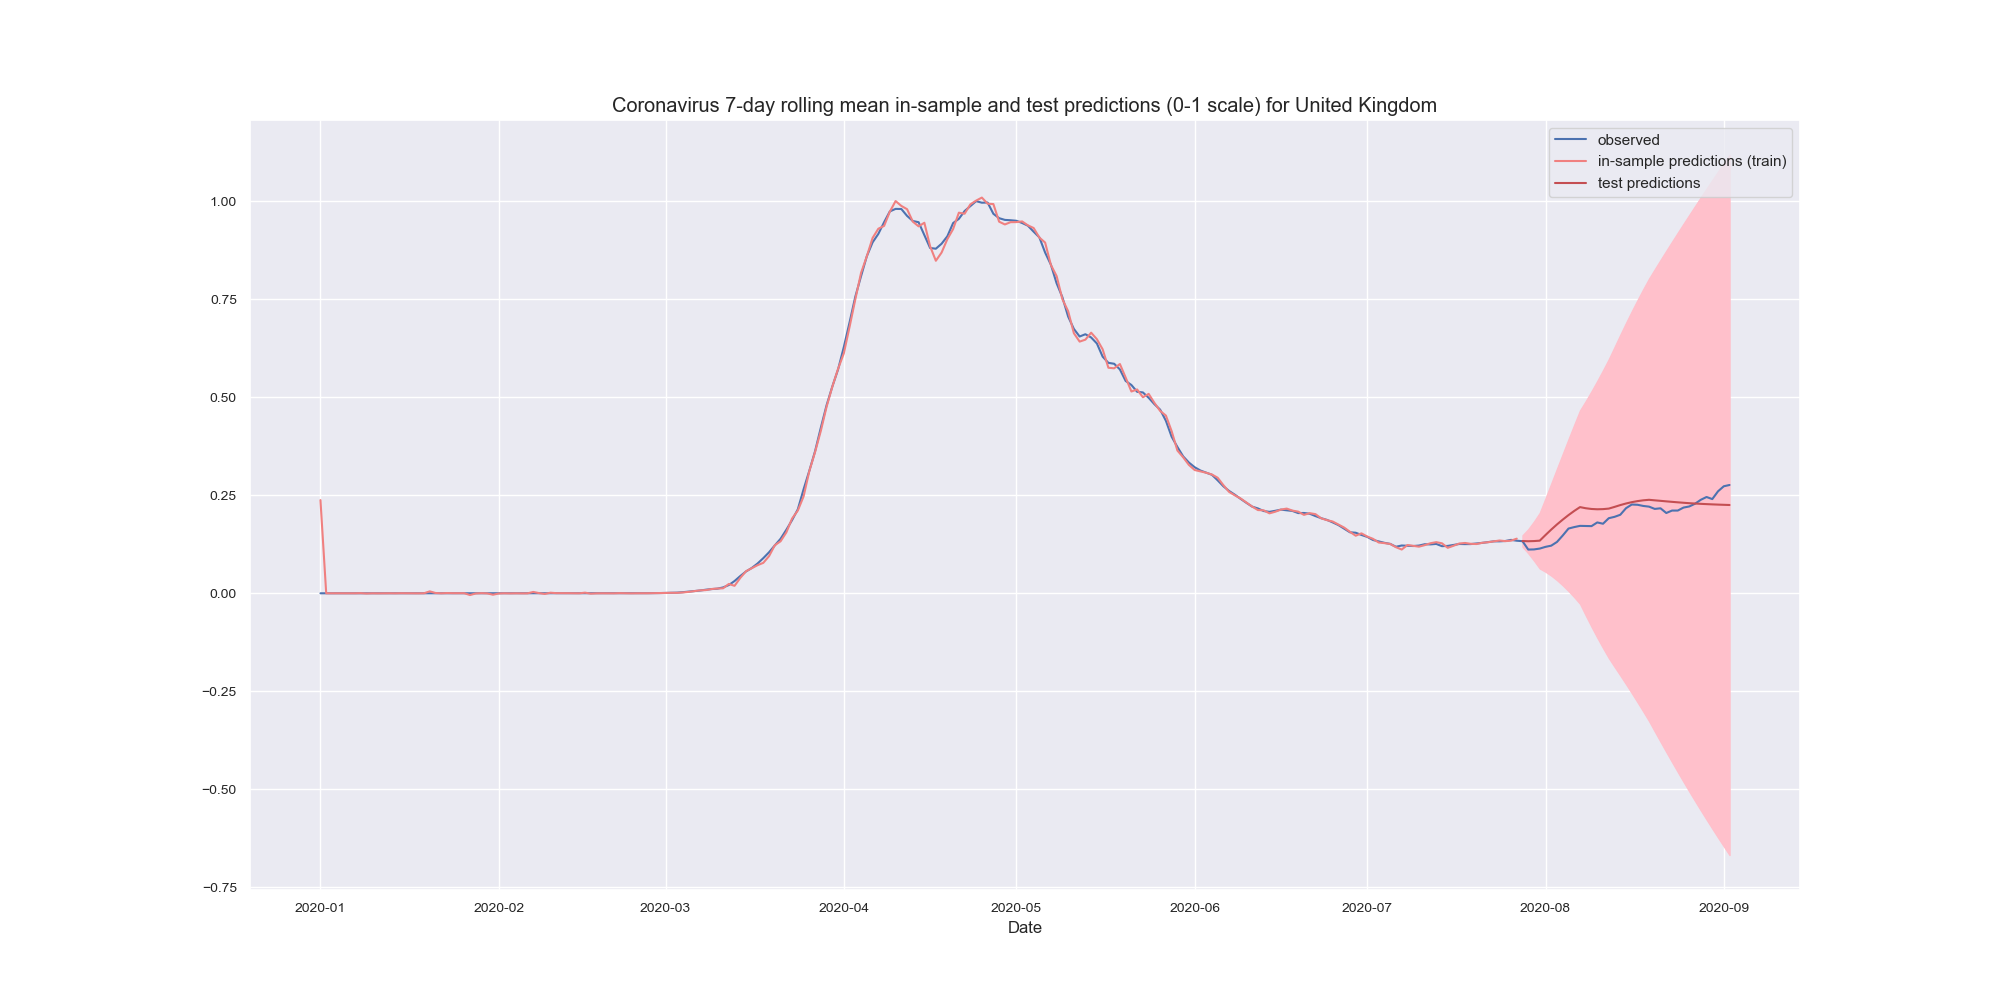 Coronavirus 7-day rolling mean in-sample and test predictions (0-1 scale) for United Kingdom
observed
in-sample predictions (train)
test predictions
1.00
0.75
0.50
0.25
0.00
−0.25
−0.50
−0.75
2020-01 2020-02 2020-03 2020-04 2020-05 2020-06 2020-07 2020-08 2020-09
Date